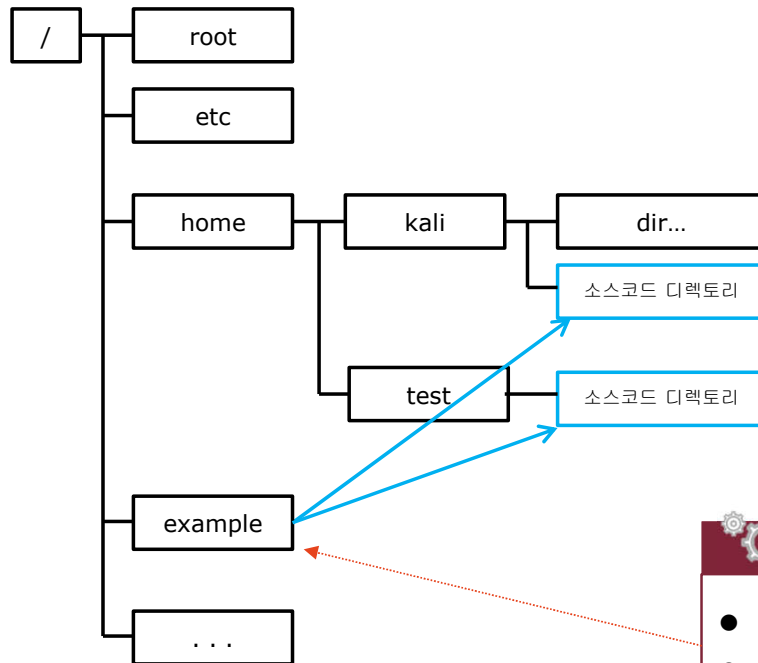 /
root
etc
home
kali
dir...
소스코드 디렉토리
test
소스코드 디렉토리
example
. . .